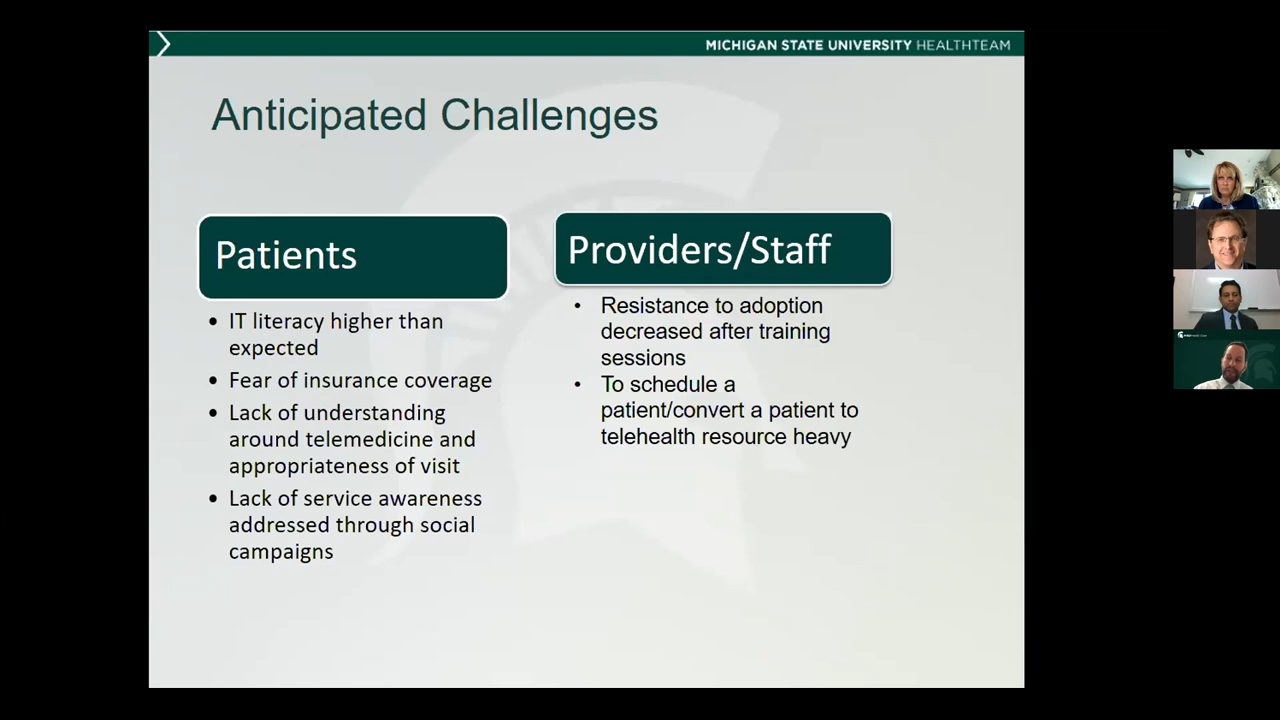 MICHIGAN STATE UNIVERSITY HEALTHTEAM
Anticipated Challenges
Patients
• IT literacy higher than
expected
• Fear of insurance coverage
• Lack of understanding
around telemedicine and
appropriateness of visit
• Lack of service awareness
addressed through social
campaigns
Providers/Staff
• Resistance to adoption
decreased after training
sessions
• To schedule a
patient/convert a patient to
telehealth resource heavy